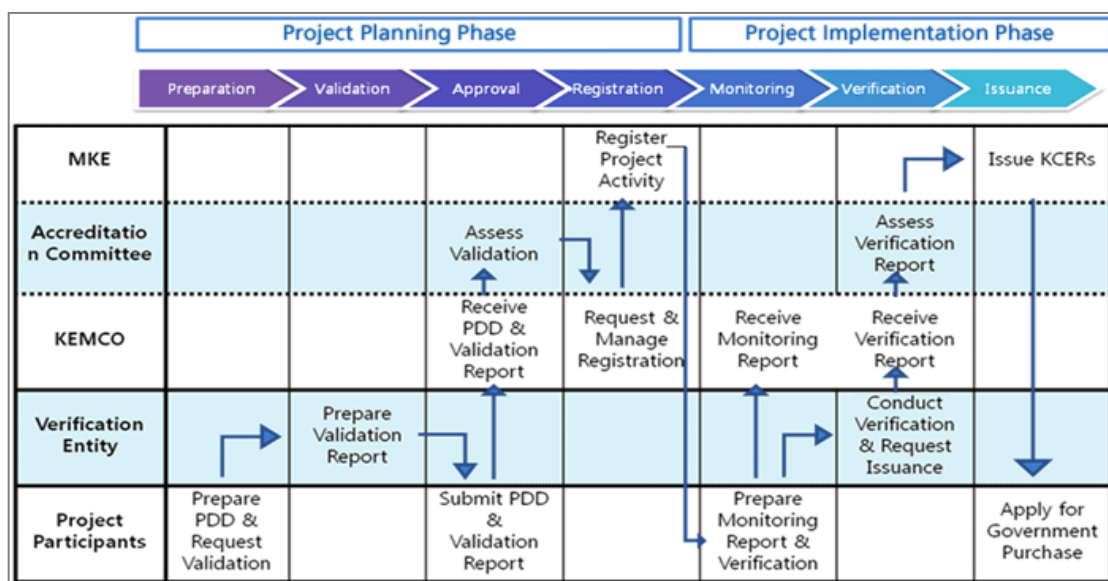 Project Planning Phase
Project Implementation Phase
Preparation
Validation
Approval
Registration
Monitoring
Verification
Issuance
MKE
Register
Project
Activity
Issue KCERs
Accreditatio
n Committee
Assess
Validation
Assess
Verification
Report
KEMCO
Receive
PDD &
Validation
Report
Request &
Manage
Registration
Receive
Monitoring
Report
Receive
Verification
Report
Verification
Entity
Prepare
Validation
Report
Conduct
Verification
& Request
Issuance
Project
Participants
Prepare
PDD &
Request
Validation
Submit PDD
&
Validation
Report
Prepare
Monitoring
Report &
Verification
Apply for
Government
Purchase